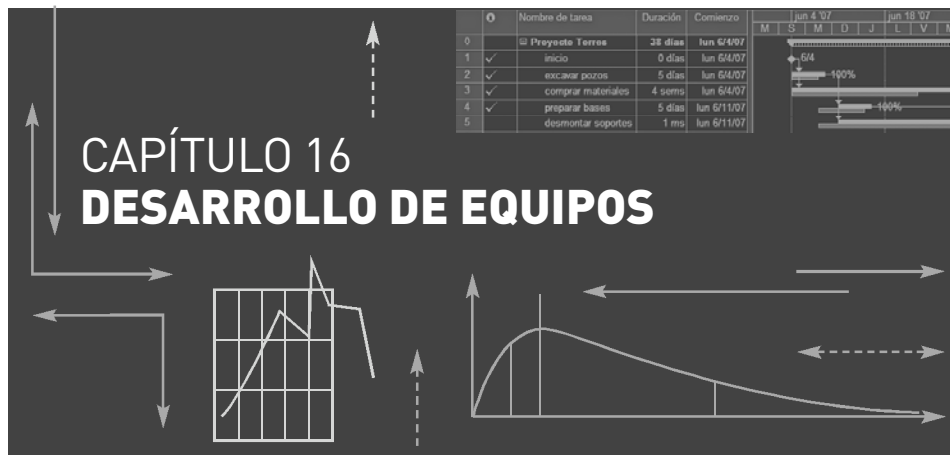 Nombre de tarea Duración Comienzo jun 4 '07 jun 18 '07
M S M D J L V M
0 Proyecto Terros 38 días lun 6/4/07
1 inicio 0 días lun 6/4/07 6/4
2 excavar pozos 5 días lun 6/4/07 100%
3 comprar materiales 4 sems lun 6/4/07
4 preparar bases 5 días lun 6/11/07 100%
5 desmontar soportes 1 ms lun 6/11/07
CAPÍTULO 16
DESARROLLO DE EQUIPOS